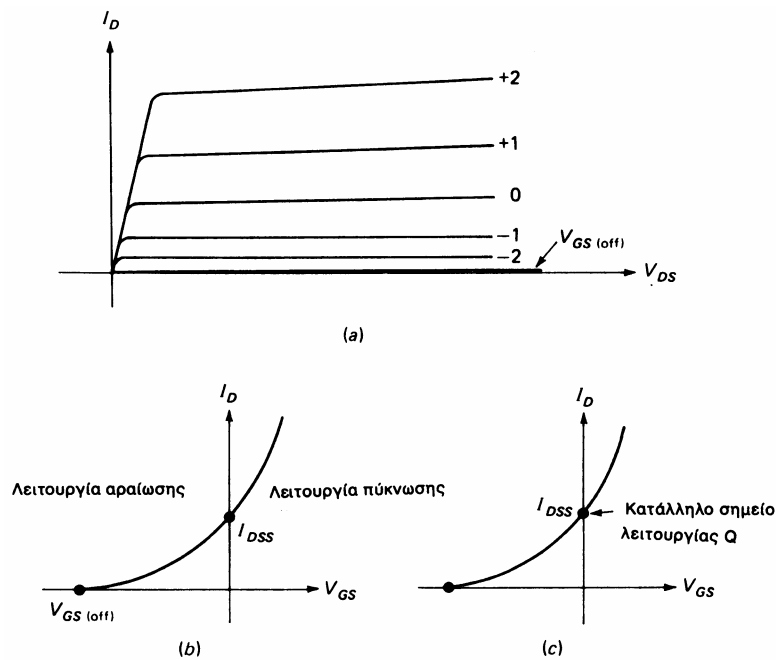 I_D
+2
+1
0
−1
−2
V_GS (off)
V_DS
(a)
I_D
Λειτουργία αραίωσης
Λειτουργία πύκνωσης
I_DSS
V_GS (off)
V_GS
(b)
I_D
I_DSS
Κατάλληλο σημείο
λειτουργίας Q
V_GS
(c)